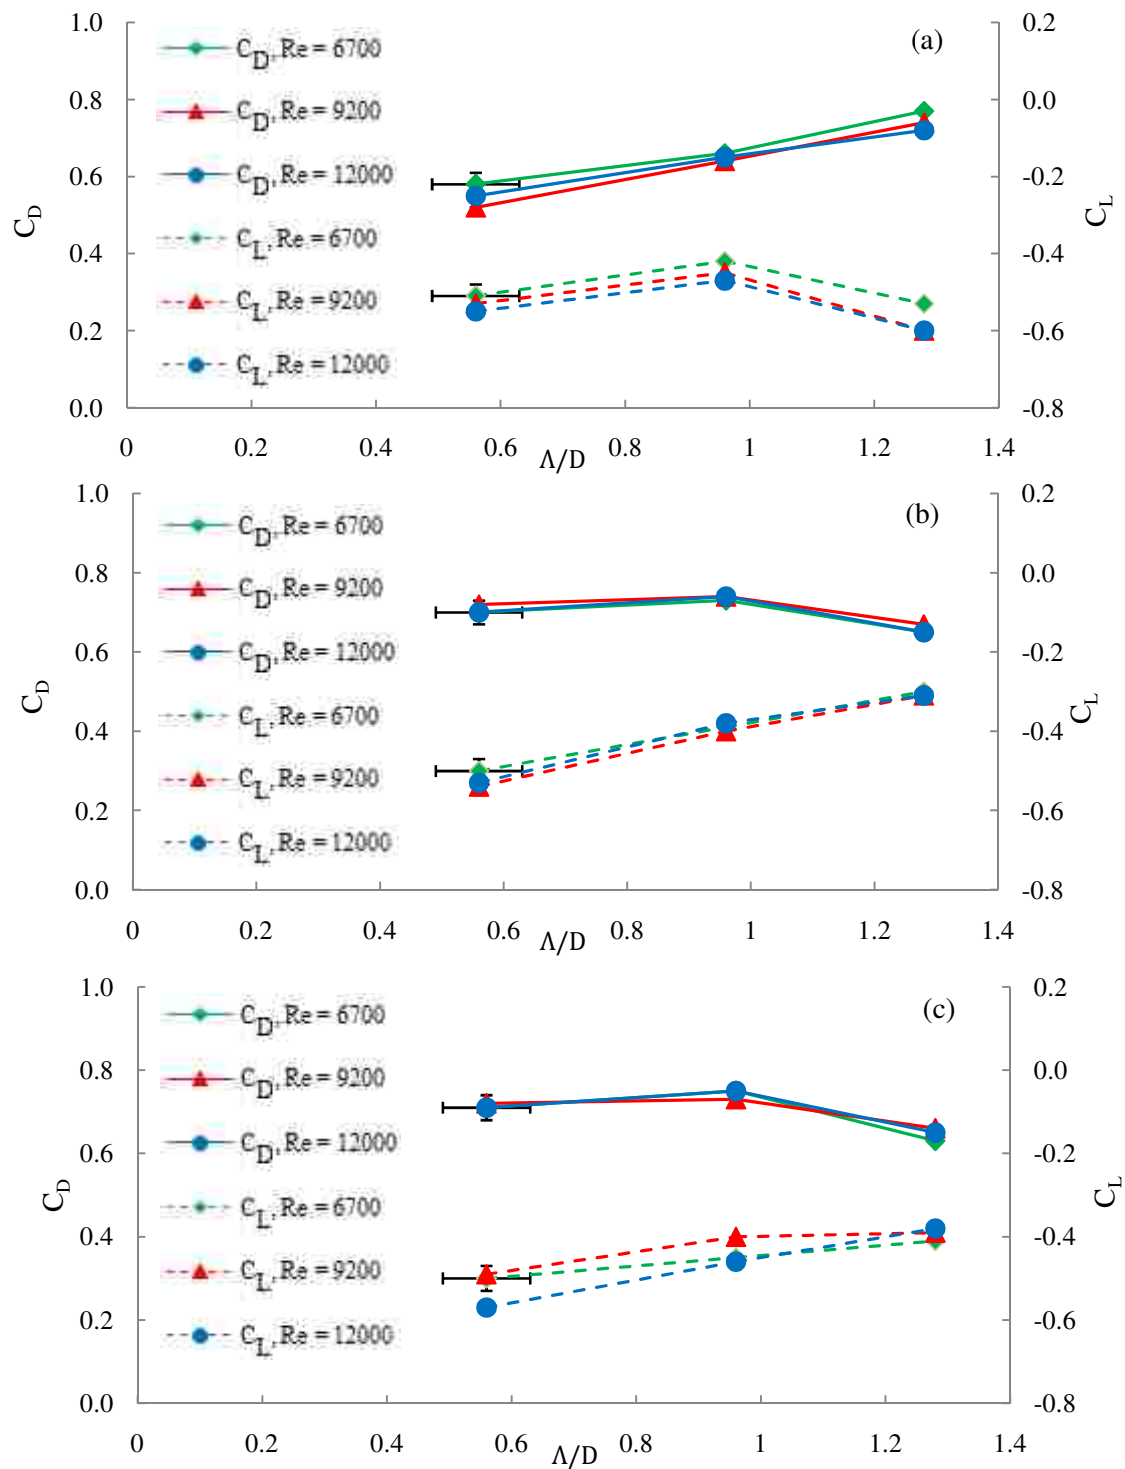 1.0
0.8
0.6
0.4
0.2
0.0
C_D
C_D, Re = 6700
C_D, Re = 9200
C_D, Re = 12000
C_L, Re = 6700
C_L, Re = 9200
C_L, Re = 12000
(a)
0.2
0.0
-0.2
-0.4
-0.6
-0.8
C_L
0 0.2 0.4 0.6 0.8 1 1.2 1.4
Λ/D
1.0
0.8
0.6
0.4
0.2
0.0
C_D
C_D, Re = 6700
C_D, Re = 9200
C_D, Re = 12000
C_L, Re = 6700
C_L, Re = 9200
C_L, Re = 12000
(b)
0.2
0.0
-0.2
-0.4
-0.6
-0.8
C_L
0 0.2 0.4 0.6 0.8 1 1.2 1.4
Λ/D
1.0
0.8
0.6
0.4
0.2
0.0
C_D
C_D, Re = 6700
C_D, Re = 9200
C_D, Re = 12000
C_L, Re = 6700
C_L, Re = 9200
C_L, Re = 12000
(c)
0.2
0.0
-0.2
-0.4
-0.6
-0.8
C_L
0 0.2 0.4 0.6 0.8 1 1.2 1.4
Λ/D